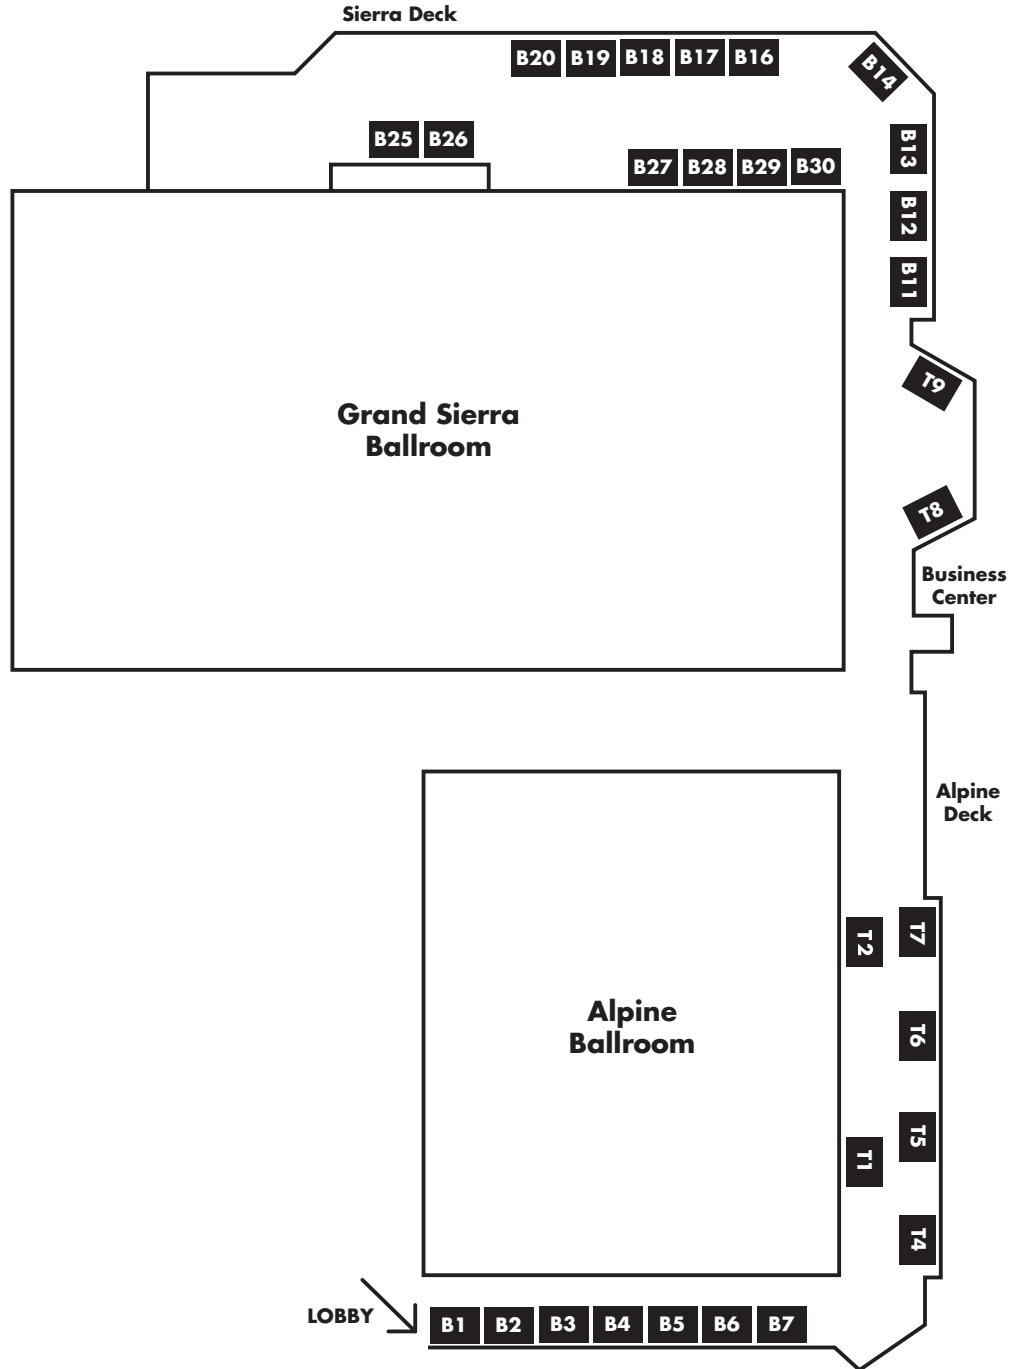 Sierra Deck
B20 B19 B18 B17 B16
B14
B25 B26
B13
B27 B28 B29 B30
B12
B11
T9
Grand Sierra
Ballroom
T8
Business
Center
Alpine
Deck
T7
T2
Alpine
Ballroom
T6
T5
T1
T4
LOBBY
B1 B2 B3 B4 B5 B6 B7